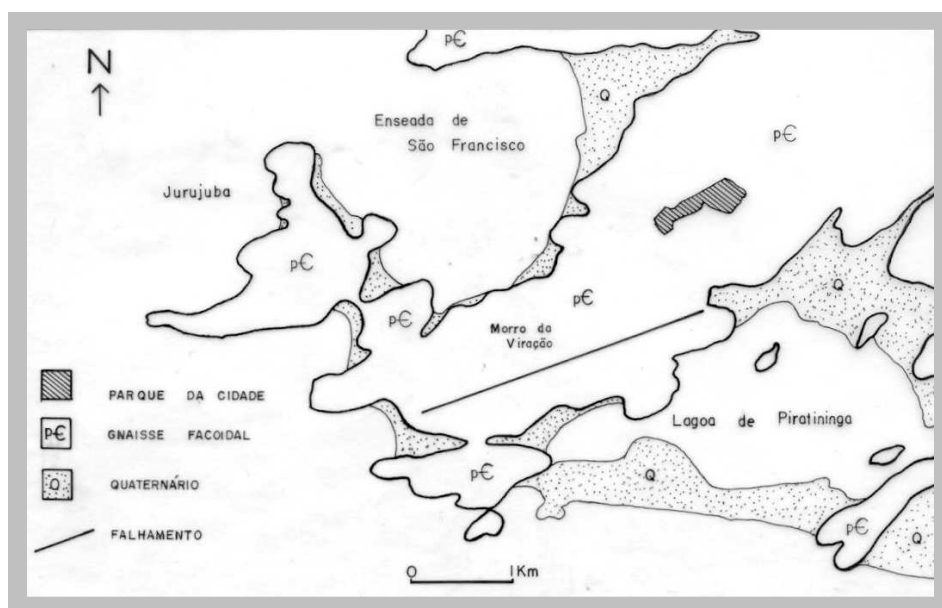 pЄ
N
Q
Enseada de
São Francisco
pЄ
Jurujuba
pЄ
Q
pЄ
pЄ
Morro da
Viração
PARQUE DA CIDADE
Lagoa de Piratininga
pЄ GNAISSE FACOIDAL
pЄ
Q
Q QUATERNÁRIO
pЄ
Q
FALHAMENTO
0 1Km